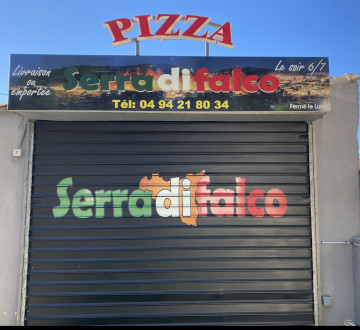 PIZZA
Livraison
ou
emportée
Serradifalco
Le soir 6/7
Tél: 04 94 21 80 34
Fermé le Lundi
Serradifalco